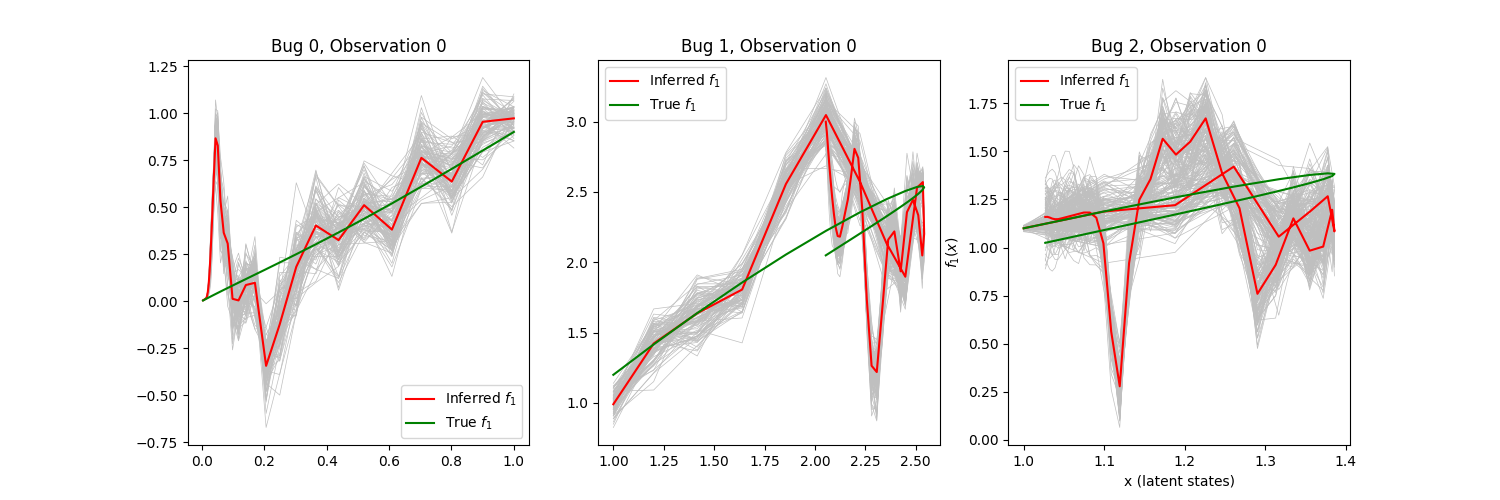 Bug 0, Observation 0
1.25
1.00
0.75
0.50
0.25
0.00
−0.25
−0.50
−0.75
0.0 0.2 0.4 0.6 0.8 1.0
Inferred f₁
True f₁
Bug 1, Observation 0
Inferred f₁
True f₁
3.0
2.5
2.0
1.5
1.0
1.00 1.25 1.50 1.75 2.00 2.25 2.50
Bug 2, Observation 0
Inferred f₁
True f₁
f₁(x)
1.75
1.50
1.25
1.00
0.75
0.50
0.25
0.00
1.0 1.1 1.2 1.3 1.4
x (latent states)